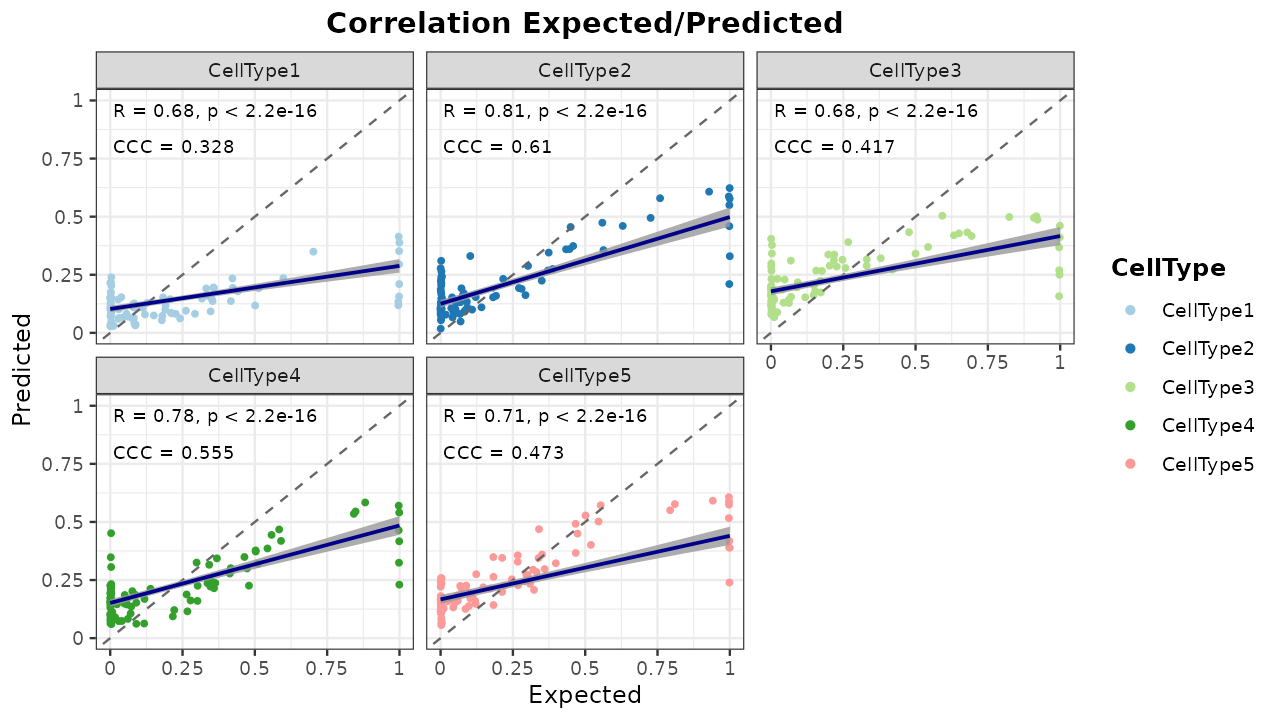 Correlation Expected/Predicted
CellType1
CellType2
CellType3
R = 0.68, p < 2.2e-16
CCC = 0.328
R = 0.81, p < 2.2e-16
CCC = 0.61
R = 0.68, p < 2.2e-16
CCC = 0.417
1
0.75
0.5
0.25
0
0
0.25
0.5
0.75
1
CellType4
CellType5
R = 0.78, p < 2.2e-16
CCC = 0.555
R = 0.71, p < 2.2e-16
CCC = 0.473
1
0.75
0.5
0.25
0
0
0.25
0.5
0.75
1
0
0.25
0.5
0.75
1
Predicted
Expected
CellType
CellType1
CellType2
CellType3
CellType4
CellType5